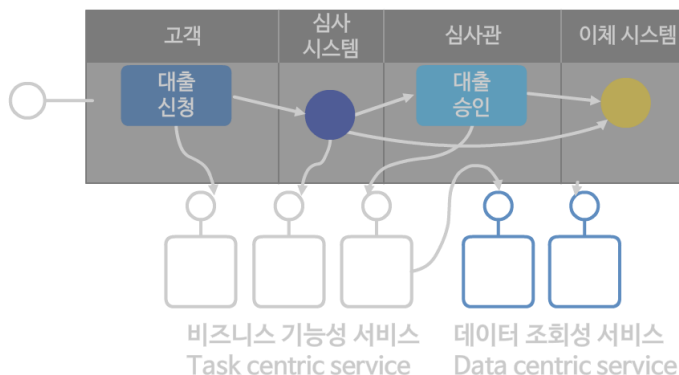 고객
심사
시스템
심사관
이체 시스템
대출
신청
대출
승인
비즈니스 기능성 서비스
Task centric service
데이터 조회성 서비스
Data centric service